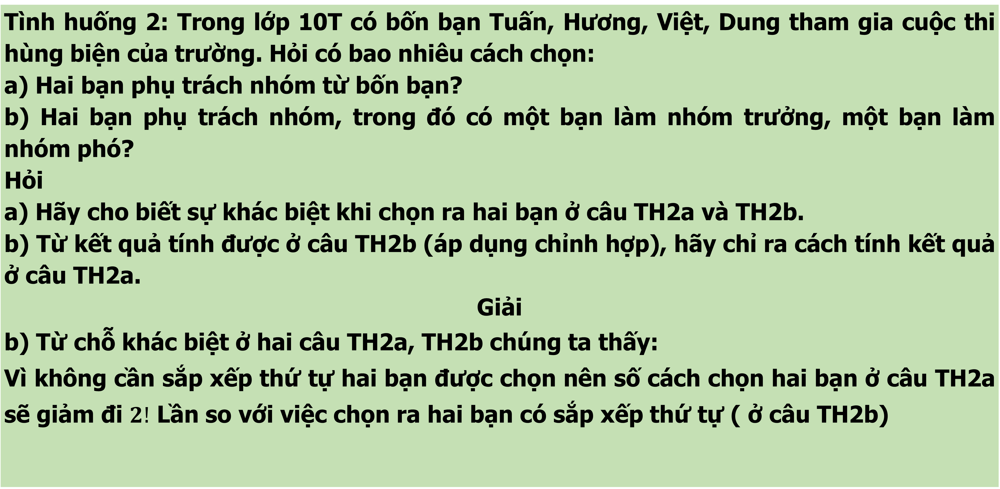 Tình huống 2: Trong lớp 10T có bốn bạn Tuấn, Hương, Việt, Dung tham gia cuộc thi
hùng biện của trường. Hỏi có bao nhiêu cách chọn:
a) Hai bạn phụ trách nhóm từ bốn bạn?
b) Hai bạn phụ trách nhóm, trong đó có một bạn làm nhóm trưởng, một bạn làm
nhóm phó?
Hỏi
a) Hãy cho biết sự khác biệt khi chọn ra hai bạn ở câu TH2a và TH2b.
b) Từ kết quả tính được ở câu TH2b (áp dụng chỉnh hợp), hãy chỉ ra cách tính kết quả
ở câu TH2a.
Giải
b) Từ chỗ khác biệt ở hai câu TH2a, TH2b chúng ta thấy:
Vì không cần sắp xếp thứ tự hai bạn được chọn nên số cách chọn hai bạn ở câu TH2a
sẽ giảm đi 2! Lần so với việc chọn ra hai bạn có sắp xếp thứ tự ( ở câu TH2b)